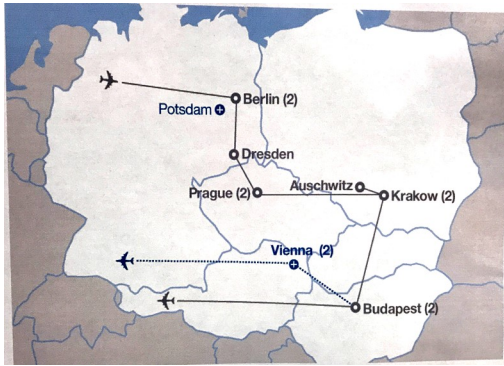 Berlin (2)
Potsdam
Dresden
Auschwitz
Prague (2)
Krakow (2)
Vienna (2)
Budapest (2)